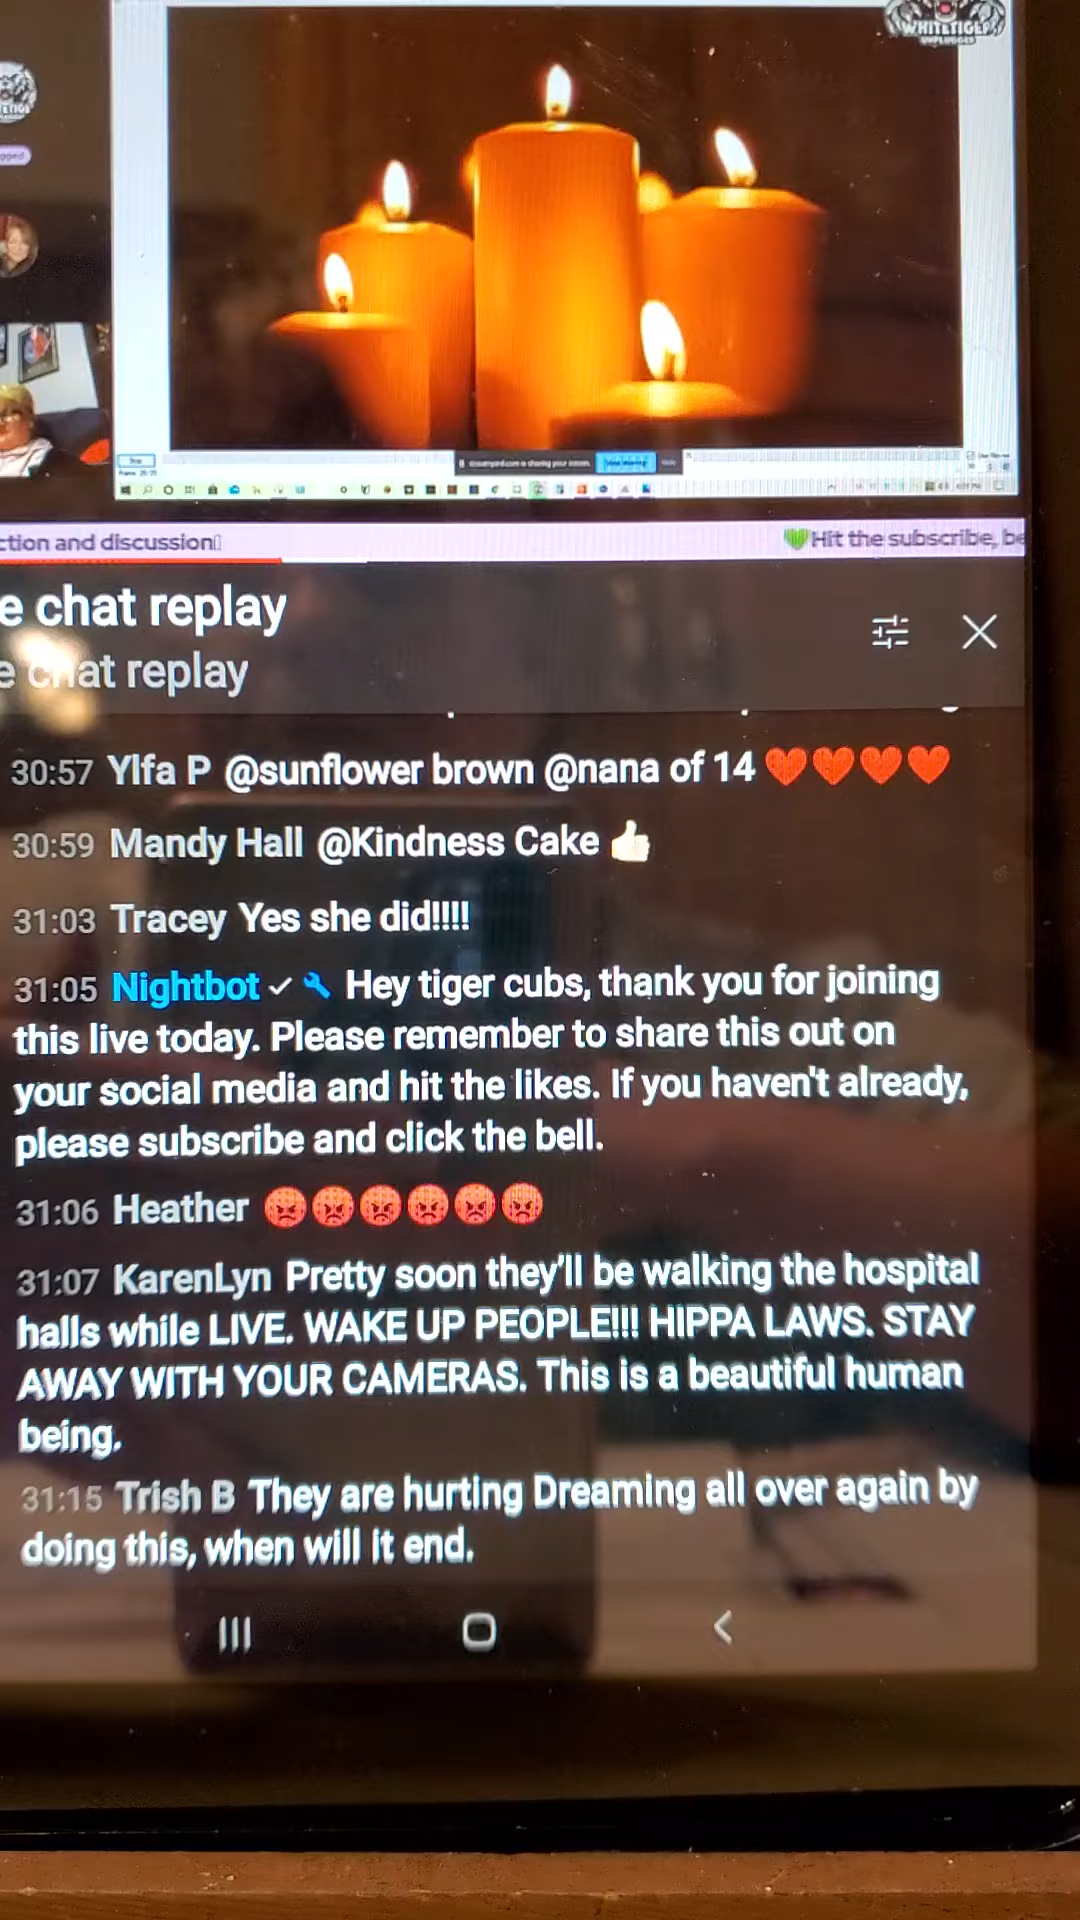 WHITETIGER
UNPLUGGED
ction and discussion
💚Hit the subscribe, be
e chat replay
e chat replay
30:57 Ylfa P @sunflower brown @nana of 14 ❤️❤️❤️❤️
30:59 Mandy Hall @Kindness Cake 👍
31:03 Tracey Yes she did!!!!
31:05 Nightbot Hey tiger cubs, thank you for joining
this live today. Please remember to share this out on
your social media and hit the likes. If you haven't already,
please subscribe and click the bell.
31:06 Heather 😡😡😡😡😡😡
31:07 KarenLyn Pretty soon they'll be walking the hospital
halls while LIVE. WAKE UP PEOPLE!!! HIPPA LAWS. STAY
AWAY WITH YOUR CAMERAS. This is a beautiful human
being.
31:15 Trish B They are hurting Dreaming all over again by
doing this, when will it end.